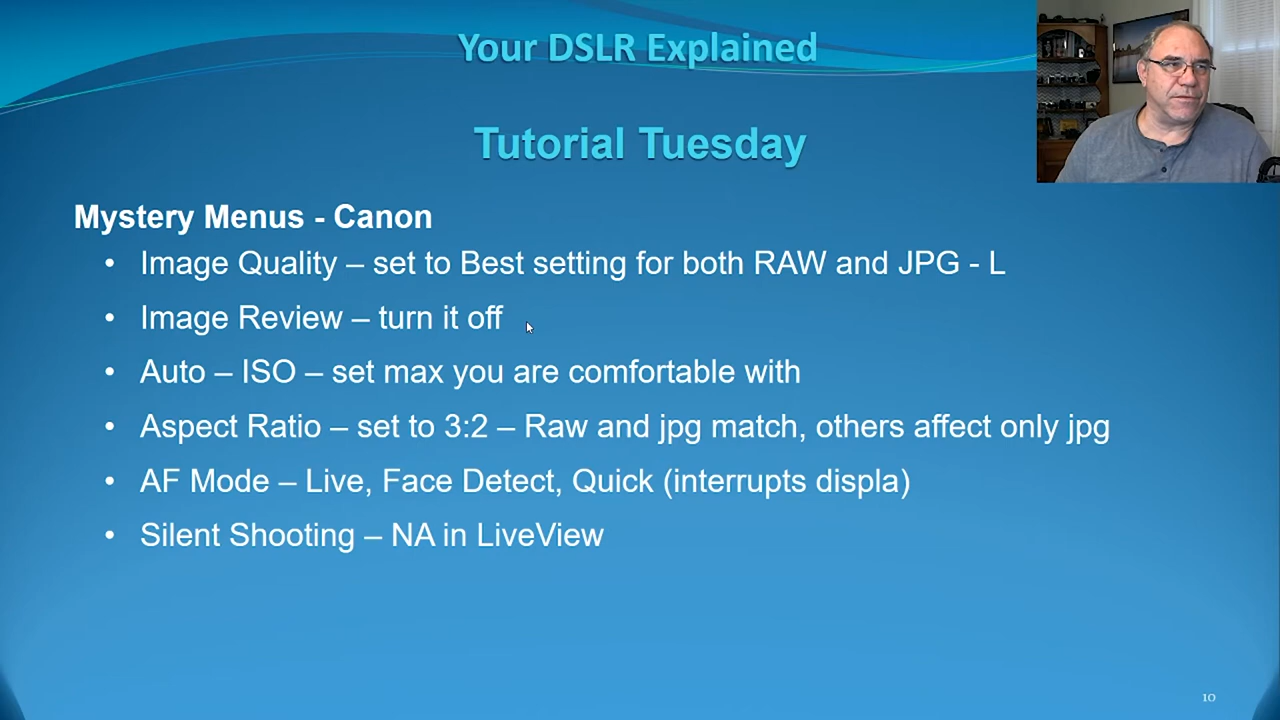 Your DSLR Explained
Tutorial Tuesday
Mystery Menus - Canon
• Image Quality – set to Best setting for both RAW and JPG - L
• Image Review – turn it off
• Auto – ISO – set max you are comfortable with
• Aspect Ratio – set to 3:2 – Raw and jpg match, others affect only jpg
• AF Mode – Live, Face Detect, Quick (interrupts displa)
• Silent Shooting – NA in LiveView
10